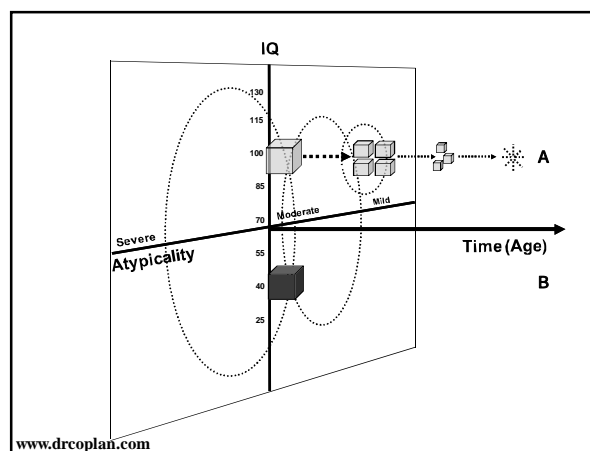 IQ
130
115
100
A
85
Mild
Moderate
70
Severe
Time (Age)
Atypicality
55
B
40
25
www.drcoplan.com